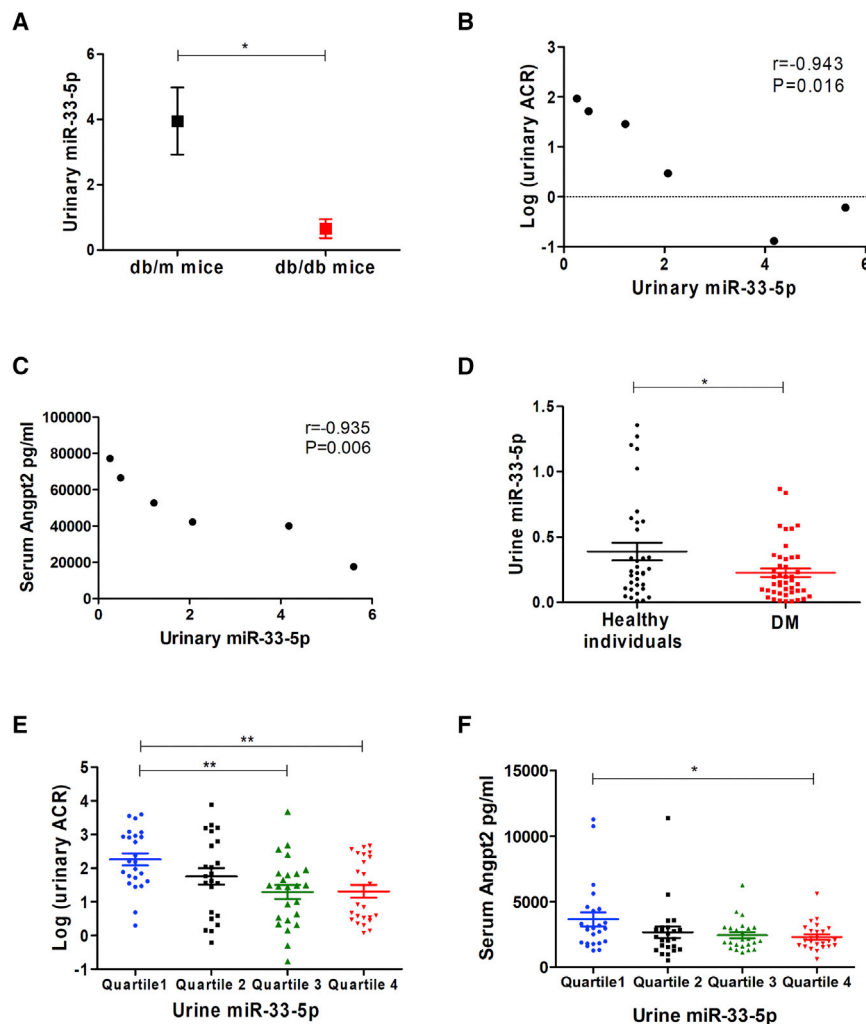 A
*
Urinary miR-33-5p
6
4
2
0
db/m mice db/db mice
B
r=-0.943
P=0.016
Log (urinary ACR)
3
2
1
0
-1
0 2 4 6
Urinary miR-33-5p
C
r=-0.935
P=0.006
Serum Angpt2 pg/ml
100000
80000
60000
40000
20000
0
0 2 4 6
Urinary miR-33-5p
D
*
Urine miR-33-5p
1.5
1.0
0.5
0.0
Healthy DM
individuals
E
**
**
Log (urinary ACR)
5
4
3
2
1
0
-1
Quartile1 Quartile 2 Quartile 3 Quartile 4
Urine miR-33-5p
F
*
Serum Angpt2 pg/ml
15000
10000
5000
0
Quartile1 Quartile 2 Quartile 3 Quartile 4
Urine miR-33-5p